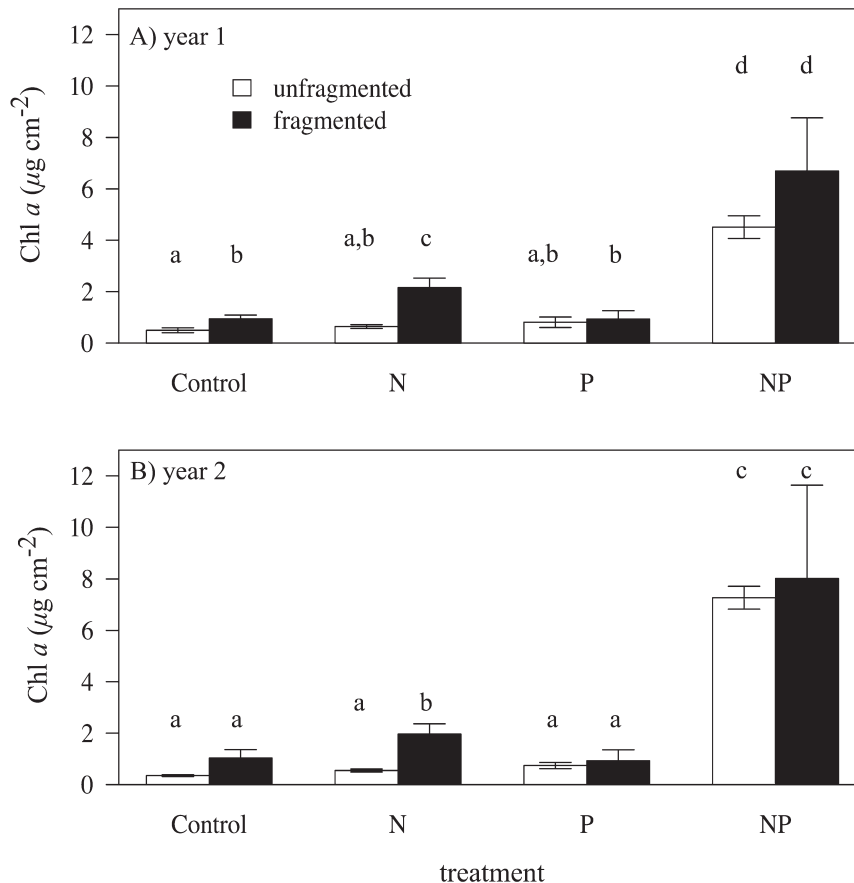 A) year 1
unfragmented
fragmented
Chl a (μg cm-2)
12
10
8
6
4
2
0
a b a,b c a,b b d d
Control N P NP
B) year 2
Chl a (μg cm-2)
12
10
8
6
4
2
0
a a a b a a c c
Control N P NP
treatment